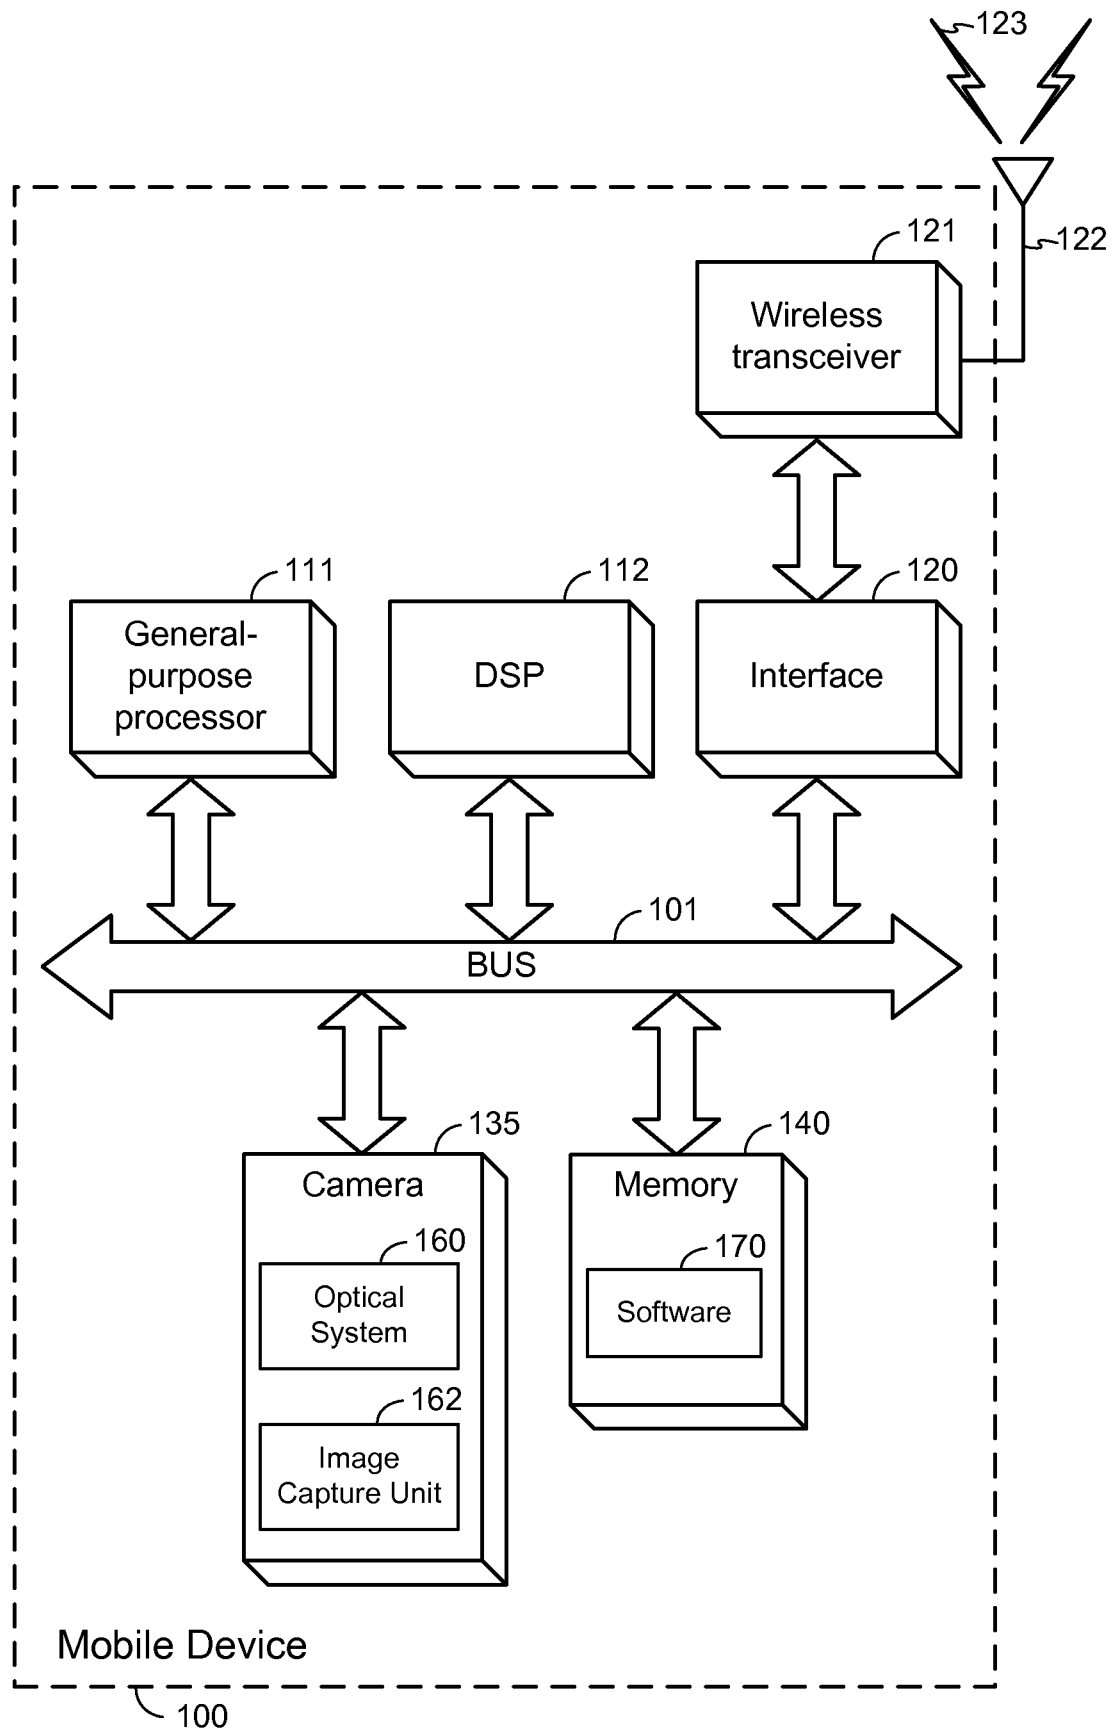 123
122
121
Wireless
transceiver
111
112
120
General-
purpose
processor
DSP
Interface
101
BUS
135
140
Camera
Memory
160
170
Optical
System
Software
162
Image
Capture Unit
Mobile Device
100